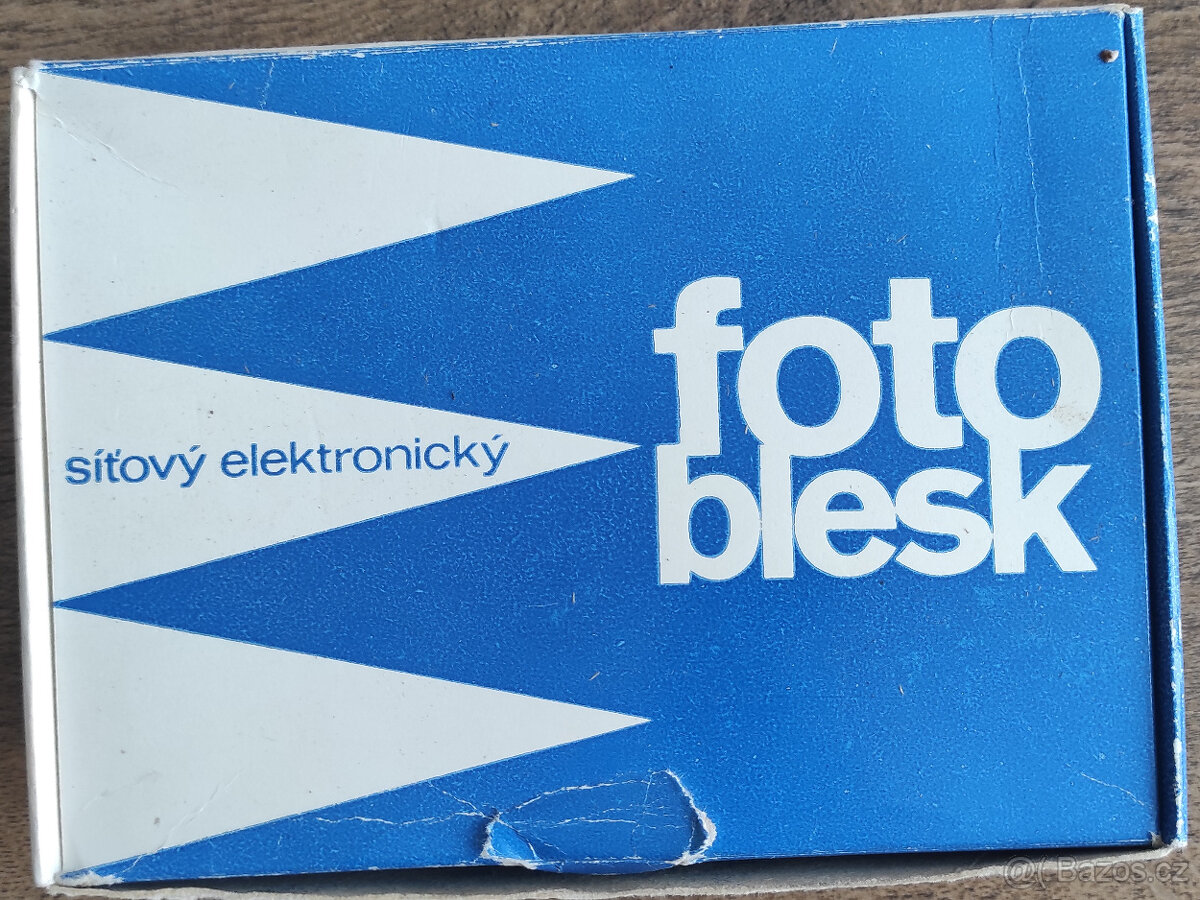 síťový elektronický
foto
blesk
@( Bazos.cz